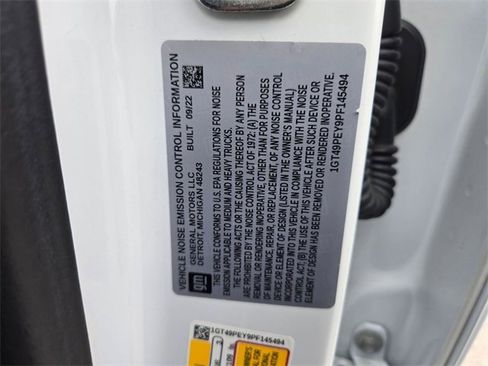 VEHICLE NOISE EMISSION CONTROL INFORMATION
GENERAL MOTORS LLC BUILT 09/22
DETROIT, MICHIGAN 48243
gm
THIS VEHICLE CONFORMS TO U.S. EPA REGULATIONS FOR NOISE
EMISSION APPLICABLE TO MEDIUM AND HEAVY TRUCKS.
THE FOLLOWING ACTS OR THE CAUSING THEREOF BY ANY PERSON
ARE PROHIBITED BY THE NOISE CONTROL ACT OF 1972: (A) THE
REMOVAL OR RENDERING INOPERATIVE, OTHER THAN FOR PURPOSES
OF MAINTENANCE, REPAIR, OR REPLACEMENT, OF ANY NOISE CONTROL
DEVICE OR ELEMENT OF DESIGN (LISTED IN THE OWNER'S MANUAL)
INCORPORATED INTO THIS VEHICLE IN COMPLIANCE WITH THE NOISE
CONTROL ACT; (B) THE USE OF THIS VEHICLE AFTER SUCH DEVICE OR
ELEMENT OF DESIGN HAS BEEN REMOVED OR RENDERED INOPERATIVE.
1GT49PEY9PF145494
1GT49PEY9PF145494